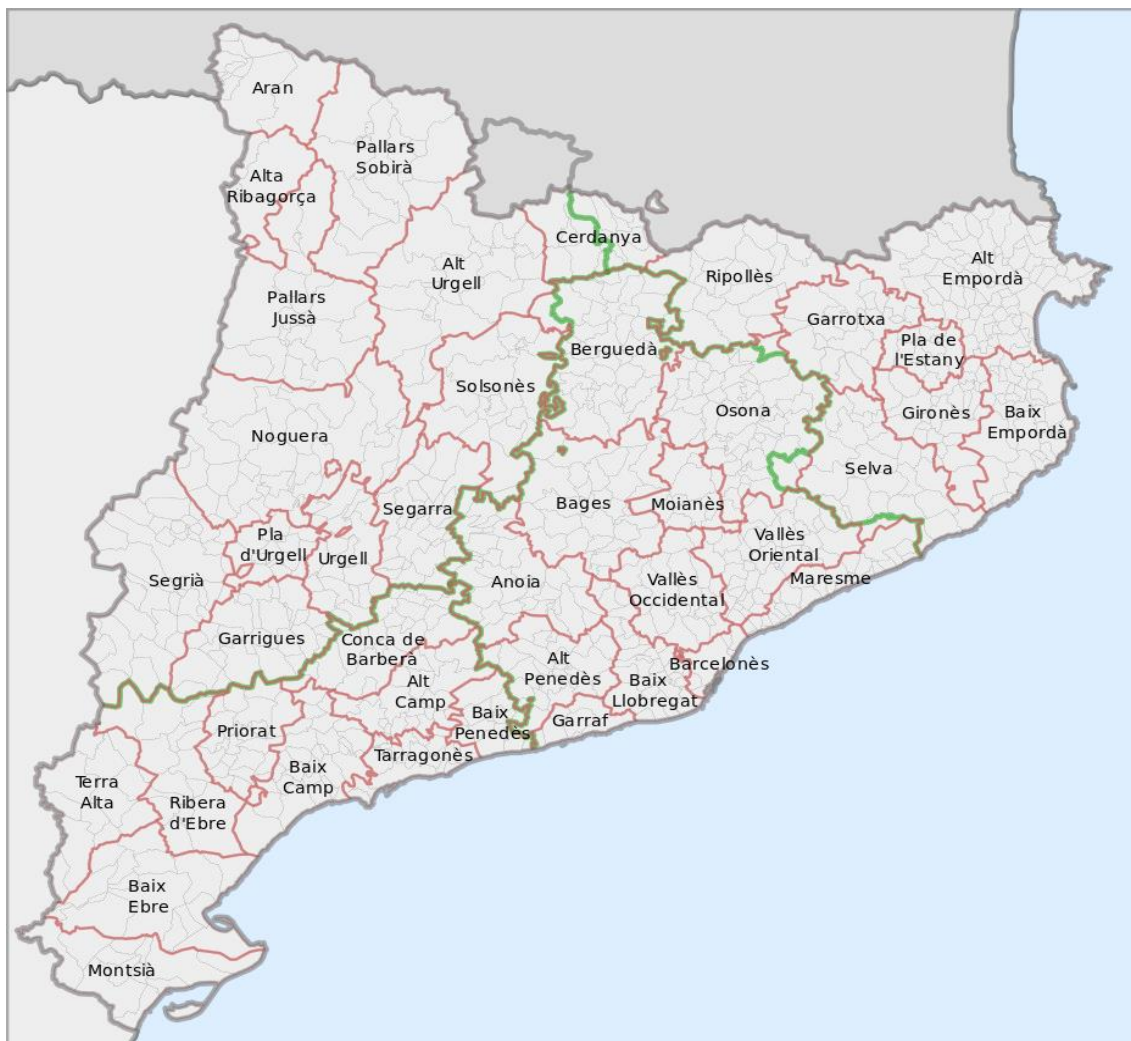 Aran
Pallars
Sobirà
Alta
Ribagorça
Cerdanya
Alt
Urgell
Ripollès
Alt
Empordà
Pallars
Jussà
Garrotxa
Pla de
l'Estany
Berguedà
Solsonès
Osona
Gironès
Baix
Empordà
Noguera
Selva
Bages
Moianès
Segarra
Pla
d'Urgell
Urgell
Vallès
Oriental
Segrià
Anoia
Vallès
Occidental
Maresme
Garrigues
Conca de
Barberà
Alt
Penedès
Barcelonès
Baix
Llobregat
Alt
Camp
Baix
Penedès
Garraf
Priorat
Tarragonès
Baix
Camp
Terra
Alta
Ribera
d'Ebre
Baix
Ebre
Montsià